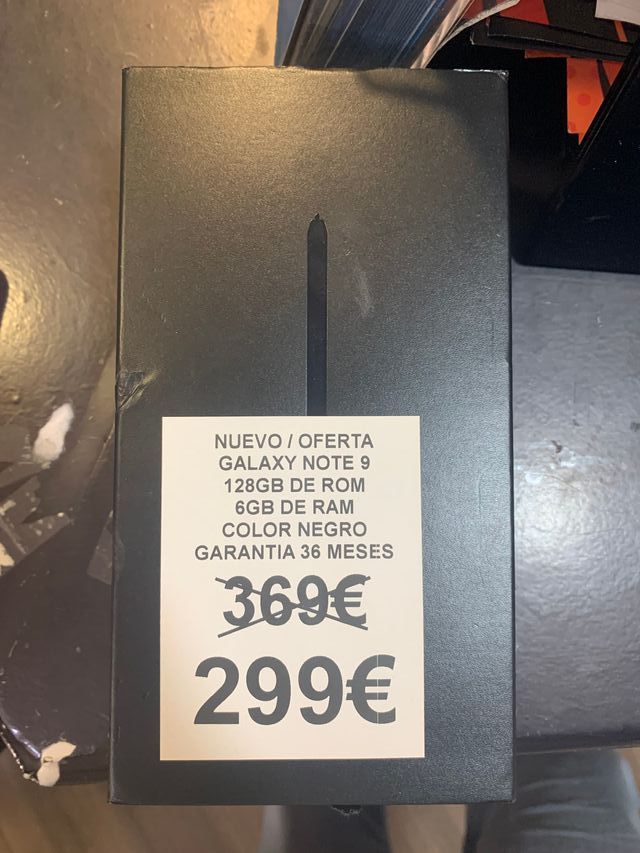 NUEVO / OFERTA
GALAXY NOTE 9
128GB DE ROM
6GB DE RAM
COLOR NEGRO
GARANTIA 36 MESES
369€
299€